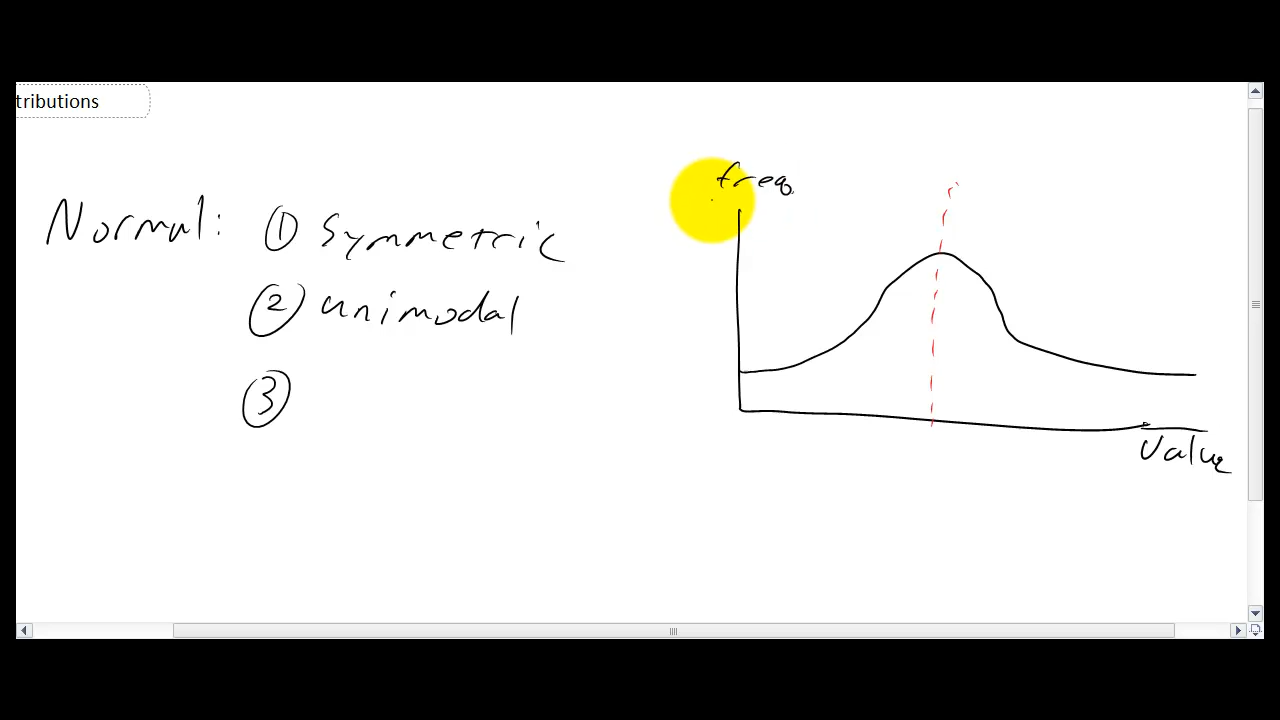 tributions
freq.
Normal: ① Symmetric
② unimodal
③
Value